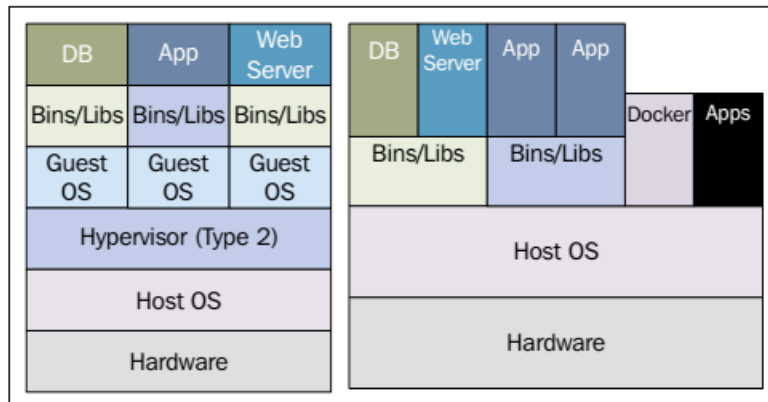 DB
App
Web
Server
Bins/Libs
Bins/Libs
Bins/Libs
Guest
OS
Guest
OS
Guest
OS
Hypervisor (Type 2)
Host OS
Hardware
DB
Web
Server
App
App
Docker
Apps
Bins/Libs
Bins/Libs
Host OS
Hardware